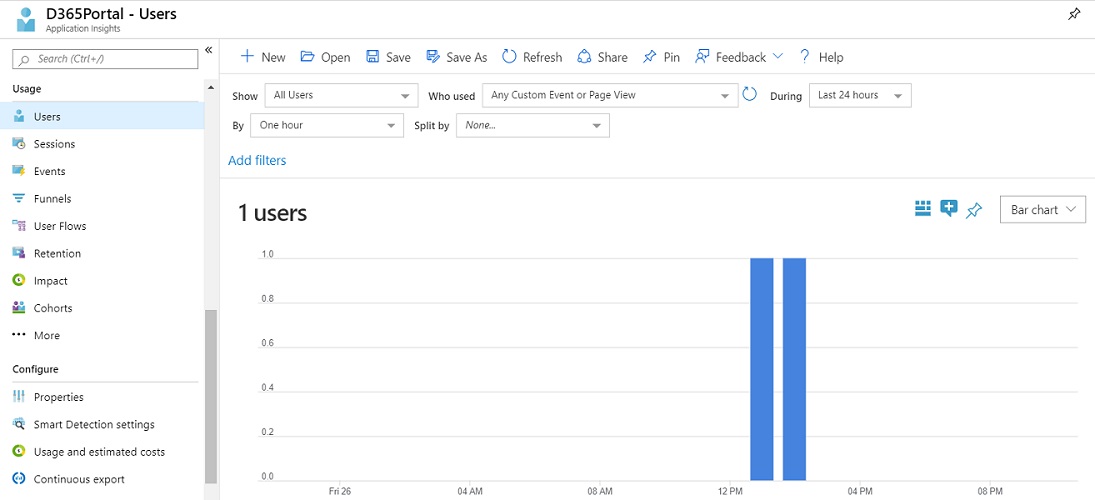 D365Portal - Users
Application Insights
Search (Ctrl+/)
«
Usage
Users
Sessions
Events
Funnels
User Flows
Retention
Impact
Cohorts
More
Configure
Properties
Smart Detection settings
Usage and estimated costs
Continuous export
New Open Save Save As Refresh Share Pin Feedback ? Help
Show All Users Who used Any Custom Event or Page View During Last 24 hours
By One hour Split by None...
Add filters
1 users
Bar chart
1.0
0.8
0.6
0.4
0.2
0.0
Fri 26 04 AM 08 AM 12 PM 04 PM 08 PM